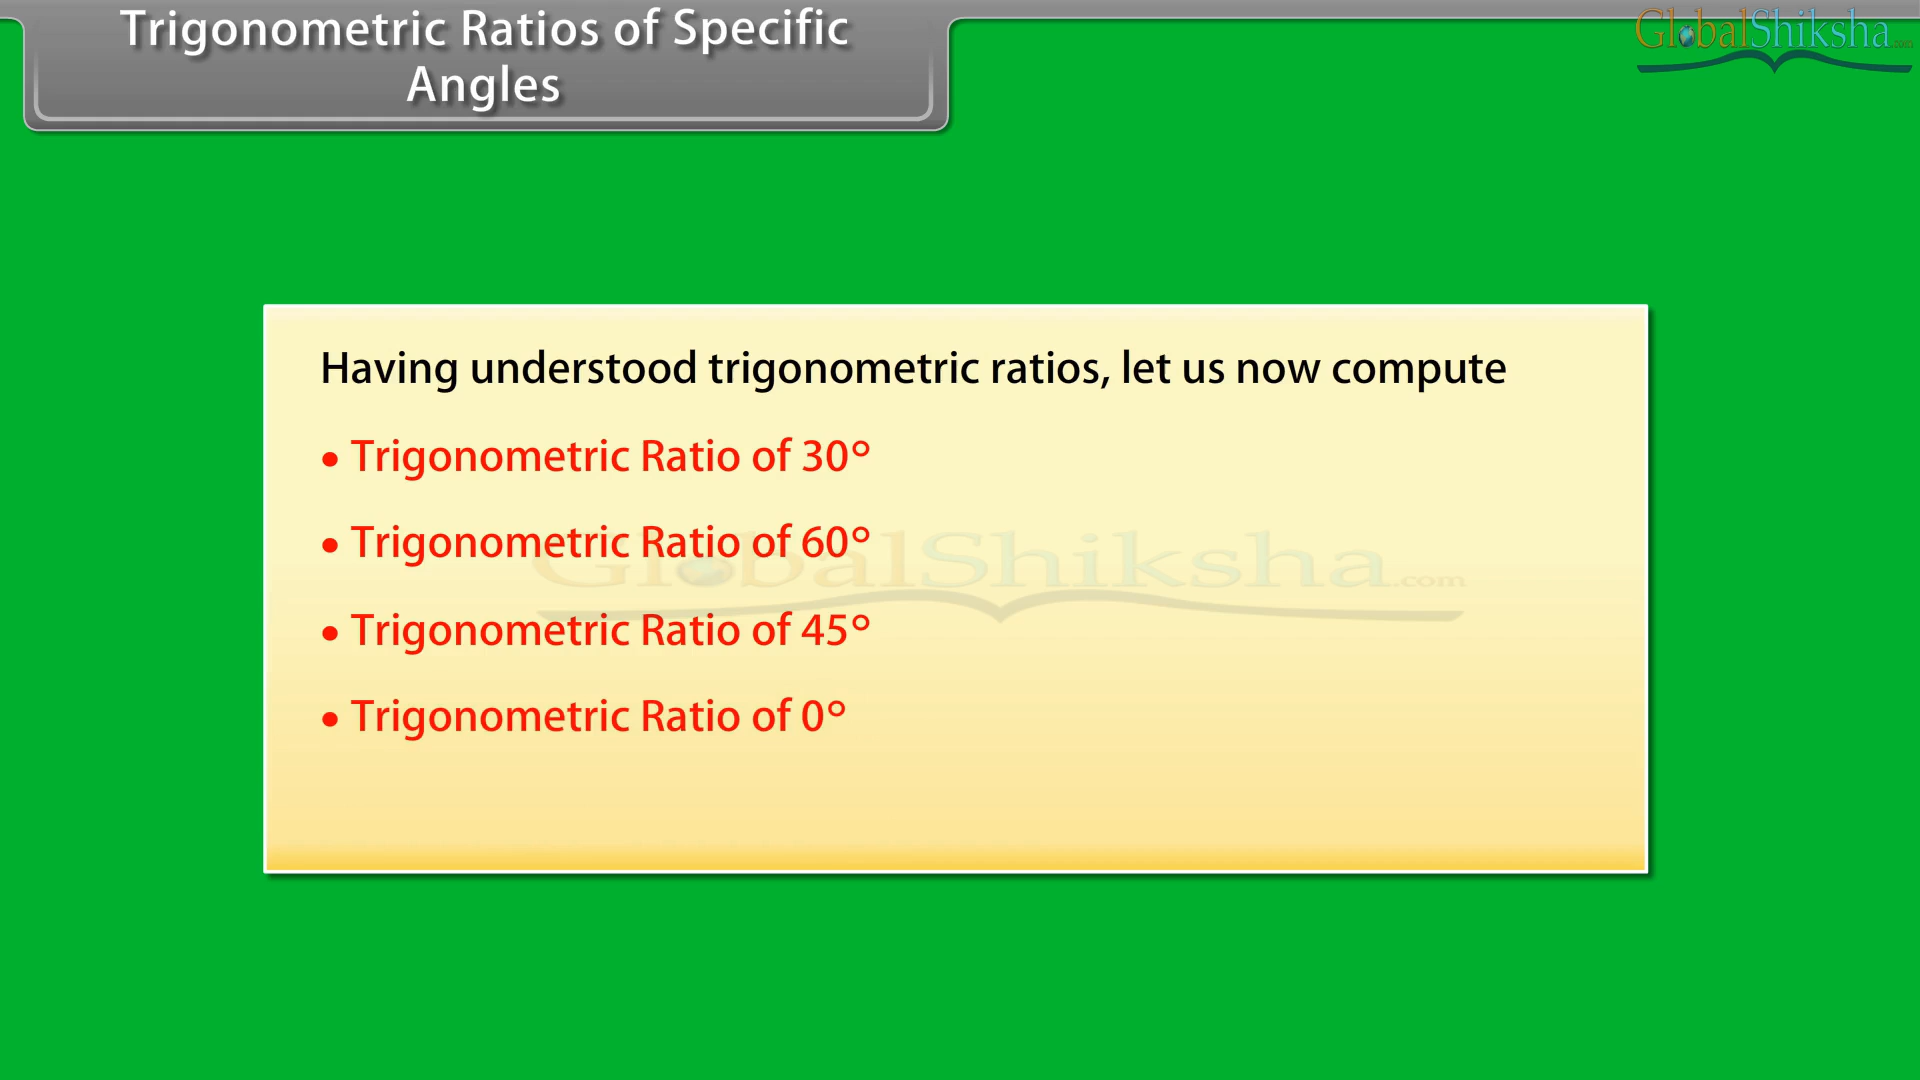 Trigonometric Ratios of Specific
Angles
GlobalShiksha.com
Having understood trigonometric ratios, let us now compute
• Trigonometric Ratio of 30°
• Trigonometric Ratio of 60°
• Trigonometric Ratio of 45°
• Trigonometric Ratio of 0°
GlobalShiksha.com